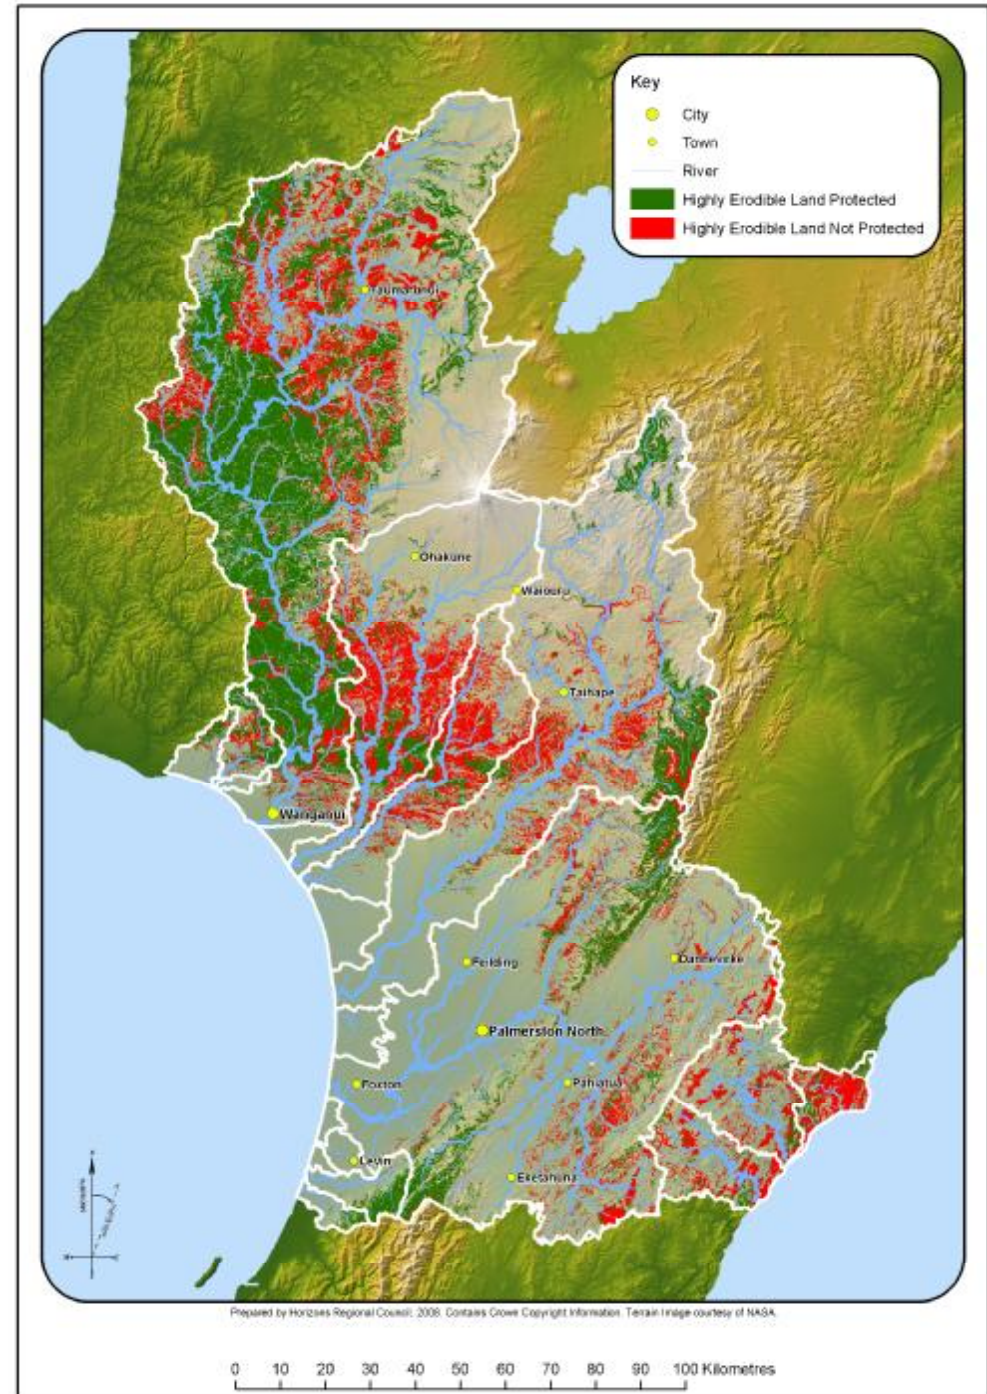 Key
City
Town
River
Highly Erodible Land Protected
Highly Erodible Land Not Protected
Taumarunui
Ohakune
Waiouru
Taihape
Wanganui
Feilding
Dannevirke
Palmerston North
Foxton
Pahiatua
Levin
Eketahuna
Prepared by Horizons Regional Council, 2008. Contains Crown Copyright Information. Terrain Image courtesy of NASA
0 10 20 30 40 50 60 70 80 90 100 Kilometres